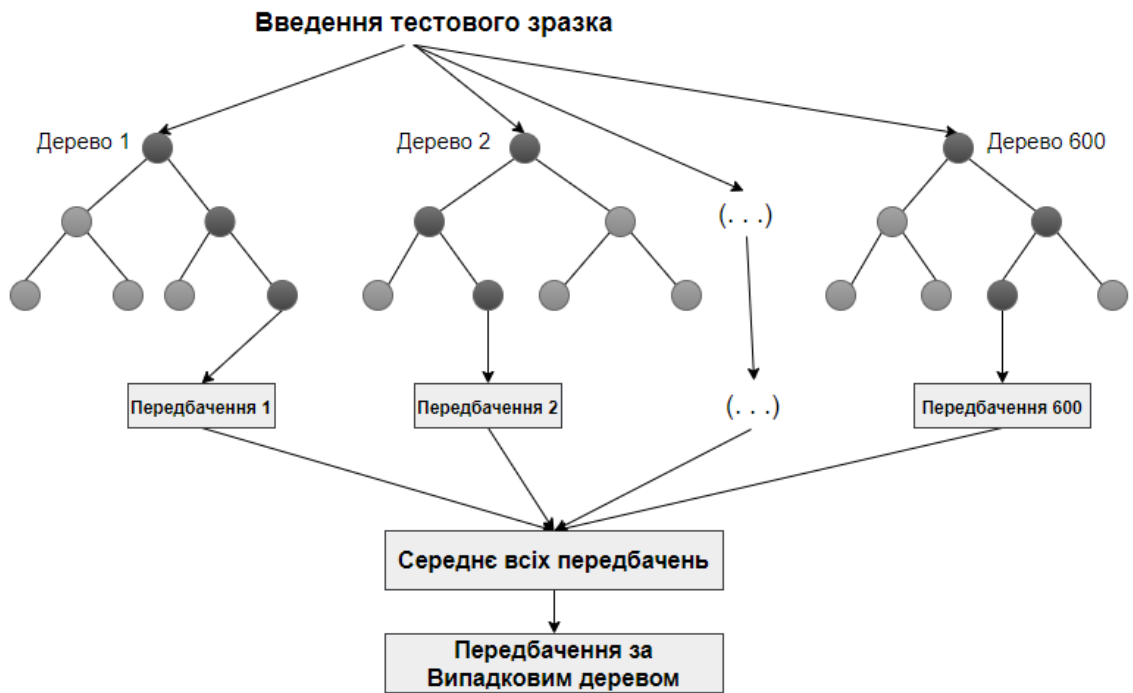 Введення тестового зразка
Дерево 1
Дерево 2
Дерево 600
(. . .)
Передбачення 1
Передбачення 2
(. . .)
Передбачення 600
Середнє всіх передбачень
Передбачення за
Випадковим деревом